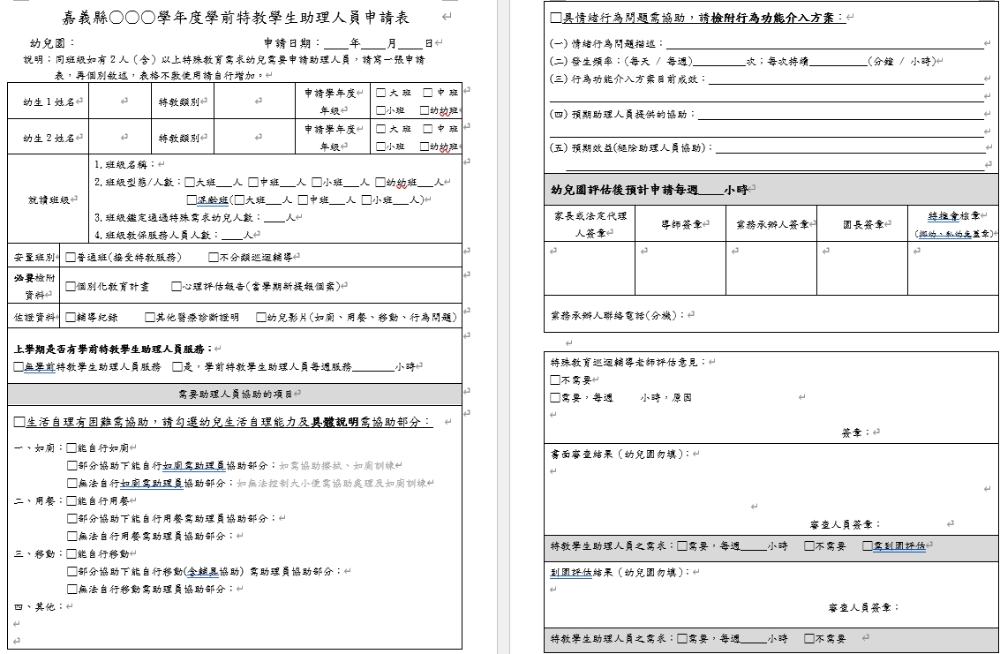 嘉義縣〇〇〇學年度學前特教學生助理人員申請表
幼兒園： 申請日期：____年____月____日
說明：同班級如有2人（含）以上特殊教育需求幼兒需要申請助理人員，請寫一張申請
表，再個別敘述，表格不敷使用請自行增加。
幼生1姓名 特教類別 申請學年度 □大班 □中班
年級 □小班 □幼幼班
幼生2姓名 特教類別 申請學年度 □大班 □中班
年級 □小班 □幼幼班
就讀班級
1.班級名稱：
2.班級型態/人數：□大班___人 □中班___人 □小班___人 □幼幼班___人
□混齡班(□大班___人 □中班___人 □小班___人)
3.班級鑑定通過特殊需求幼兒人數：____人
4.班級教保服務人員人數：____人
安置班別 □普通班(接受特教服務) □不分類巡迴輔導
必要檢附
資料 □個別化教育計畫 □心理評估報告(當學期新提報個案)
佐證資料 □輔導紀錄 □其他醫療診斷證明 □幼兒影片(如廁、用餐、移動、行為問題)
上學期是否有學前特教學生助理人員服務：
□無學前特教學生助理人員服務 □是，學前特教學生助理人員每週服務________小時
需要助理人員協助的項目
□生活自理有困難需協助，請勾選幼兒生活自理能力及具體說明需協助部分：
一、如廁：□能自行如廁
□部分協助下能自行如廁需助理員協助部分：如需協助擦拭、如廁訓練
□無法自行如廁需助理員協助部分：如無法控制大小便需協助處理及如廁訓練
二、用餐：□能自行用餐
□部分協助下能自行用餐需助理員協助部分：
□無法自行用餐需助理員協助部分：
三、移動：□能自行移動
□部分協助下能自行移動(含輔具協助) 需助理員協助部分：
□無法自行移動需助理員協助部分：
四、其他：
□具情緒行為問題需協助，請檢附行為功能介入方案：
(一)情緒行為問題描述：
(二)發生頻率：(每天 / 每週)________次；每次持續________(分鐘 / 小時)
(三)行為功能介入方案目前成效：
(四)預期助理人員提供的協助：
(五)預期效益(極除助理人員協助)：
幼兒園評估後預計申請每週____小時
家長或法定代理
人簽章 導師簽章 業務承辦人簽章 園長簽章 特推會核章
(鄉幼、私幼免蓋章)
業務承辦人聯絡電話(分機)：
特殊教育巡迴輔導老師評估意見：
□不需要
□需要，每週 小時，原因
簽章：
書面審查結果（幼兒園勿填）：
審查人員簽章：
特教學生助理人員之需求：□需要，每週____小時 □不需要 □需到園評估
到園評估結果（幼兒園勿填）：
審查人員簽章：
特教學生助理人員之需求：□需要，每週____小時 □不需要